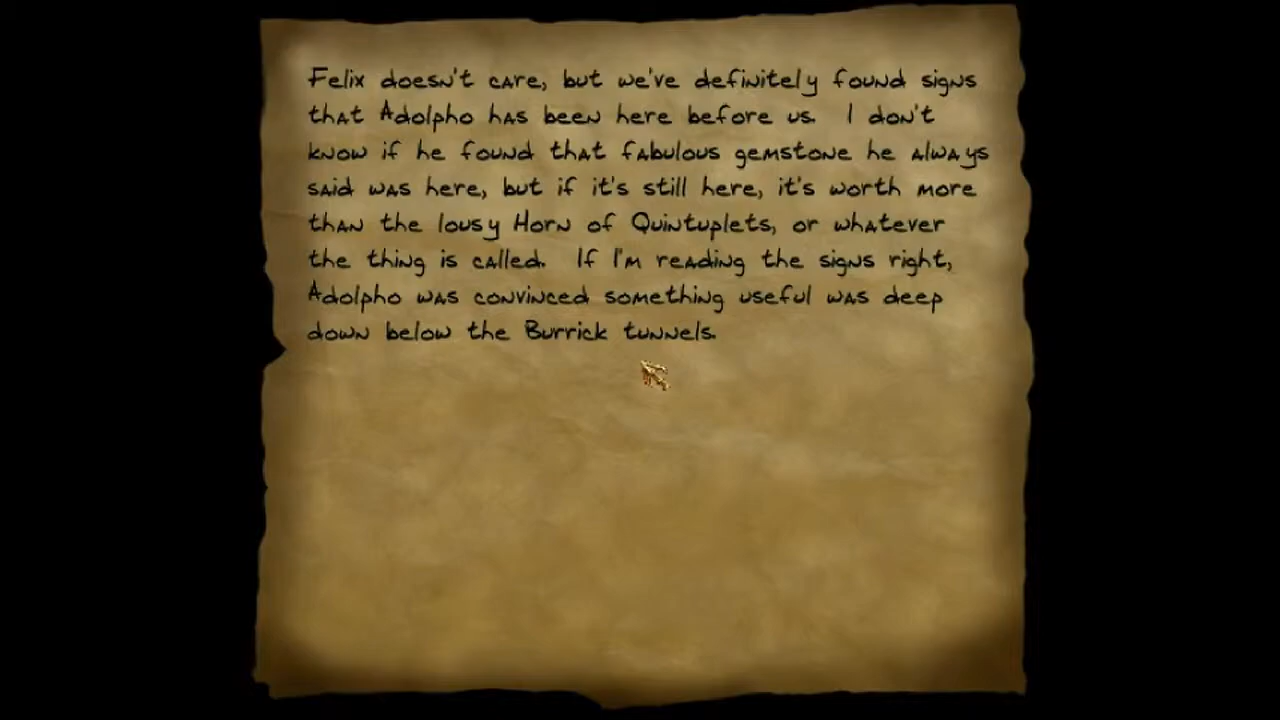 Felix doesn't care, but we've definitely found signs
that Adolpho has been here before us. I don't
know if he found that fabulous gemstone he always
said was here, but if it's still here, it's worth more
than the lousy Horn of Quintuplets, or whatever
the thing is called. If I'm reading the signs right,
Adolpho was convinced something useful was deep
down below the Burrick tunnels.